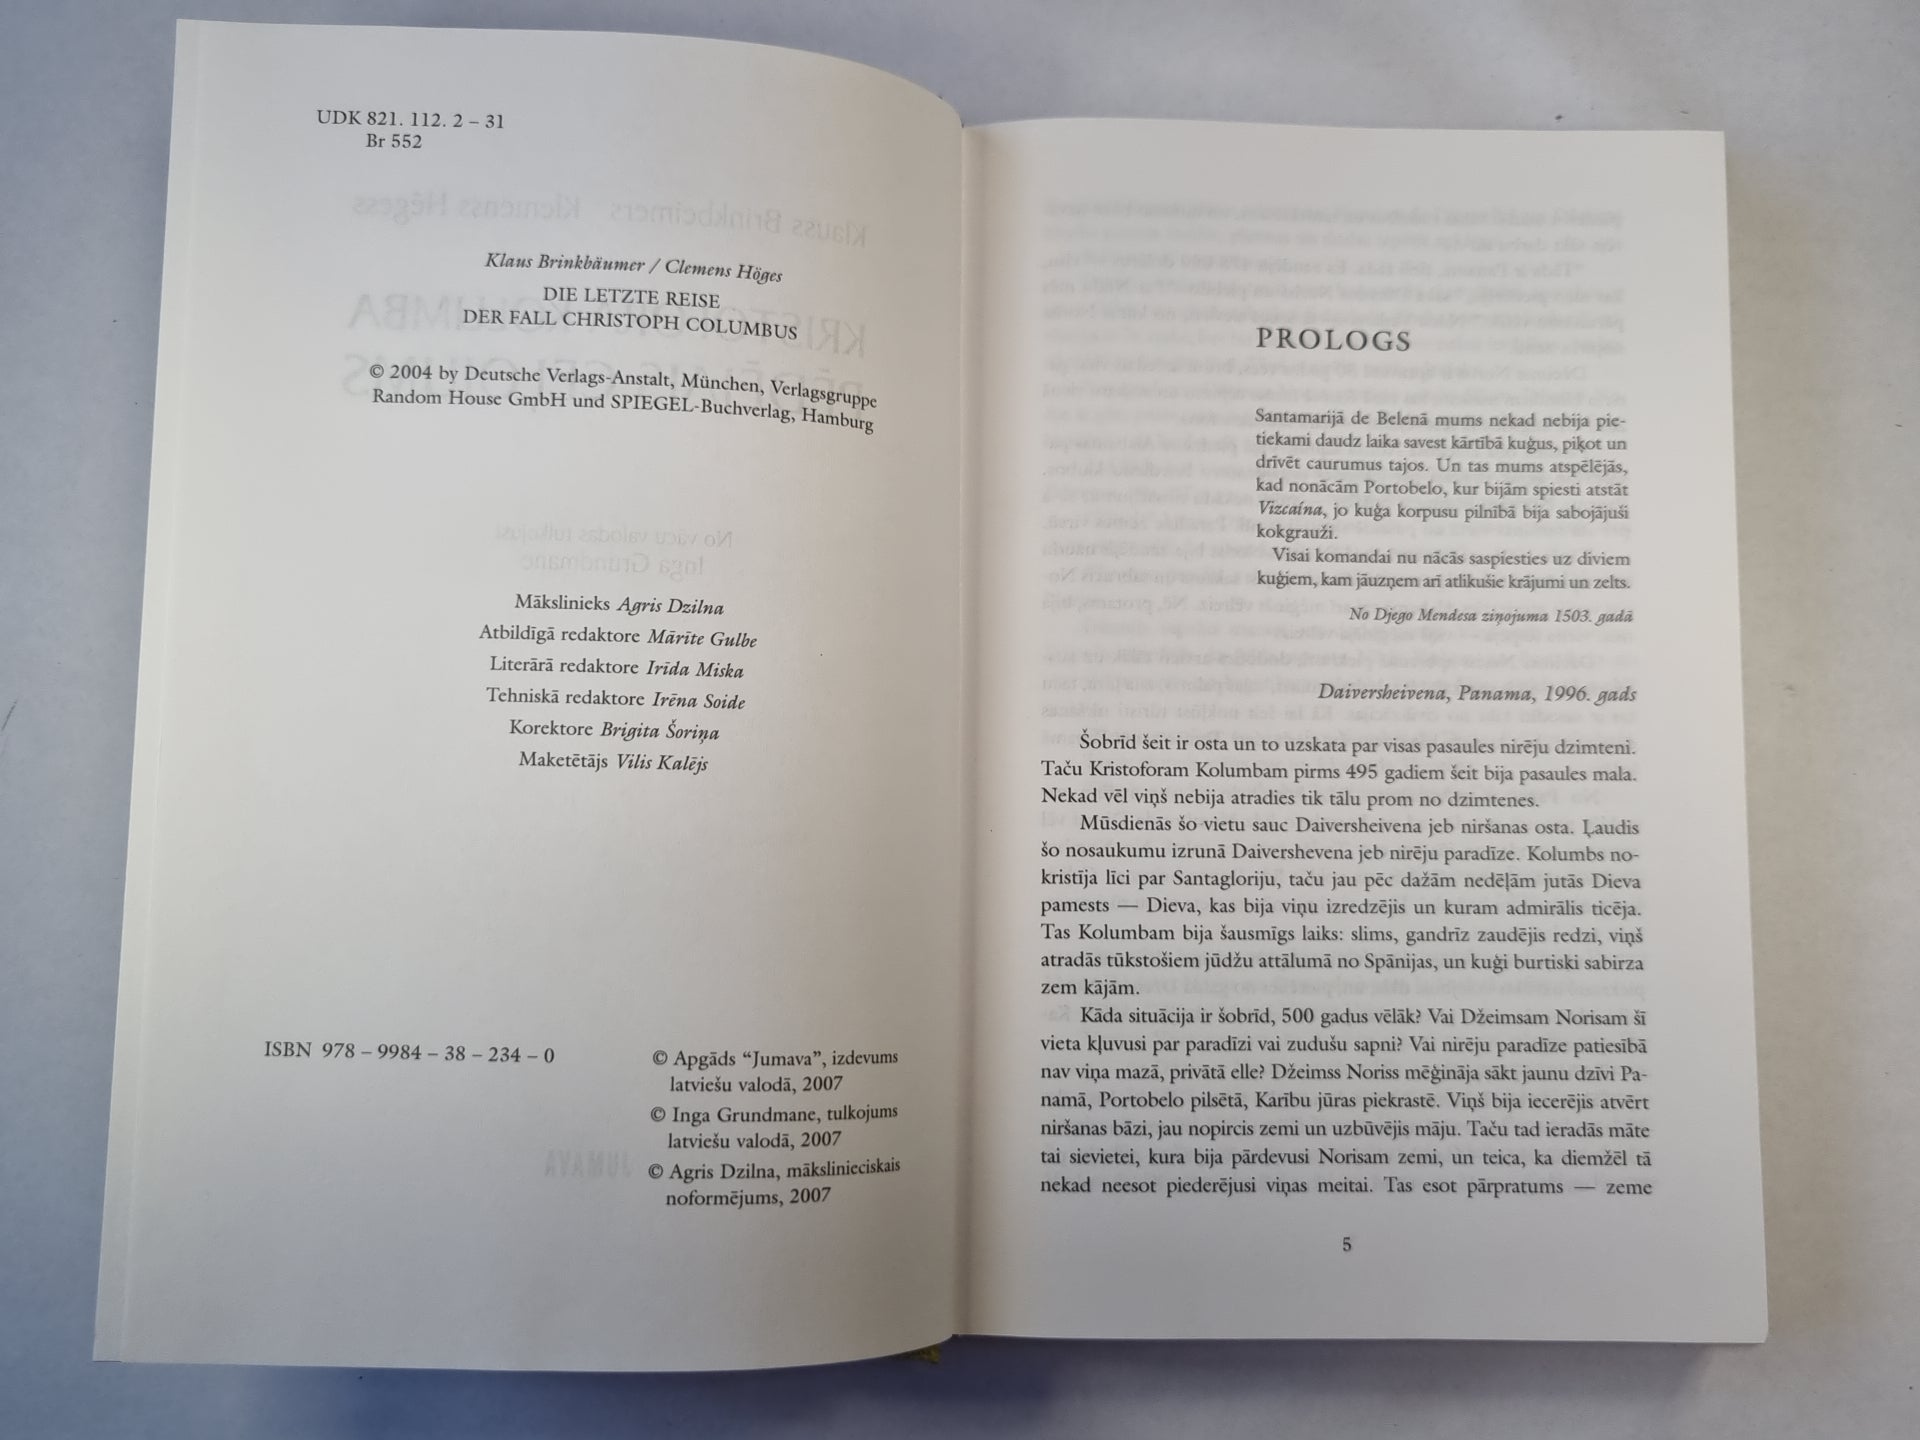 UDK 821. 112. 2 – 31
Br 552
Klaus Brinkbäumer / Clemens Höges
DIE LETZTE REISE
DER FALL CHRISTOPH COLUMBUS
© 2004 by Deutsche Verlags-Anstalt, München, Verlagsgruppe
Random House GmbH und SPIEGEL-Buchverlag, Hamburg
Mākslinieks Agris Dzilna
Atbildīgā redaktore Mārīte Gulbe
Literārā redaktore Irīda Miska
Tehniskā redaktore Irēna Soide
Korektore Brigita Šoriņa
Maketētājs Vilis Kalējs
ISBN 978 – 9984 – 38 – 234 – 0
© Apgāds “Jumava”, izdevums
latviešu valodā, 2007
© Inga Grundmane, tulkojums
latviešu valodā, 2007
© Agris Dzilna, mākslinieciskais
noformējums, 2007
PROLOGS
Santamarijā de Belenā mums nekad nebija pie-
tiekami daudz laika savest kārtībā kuģus, piķot un
drīvēt caurumus tajos. Un tas mums atspēlējās,
kad nonācām Portobelo, kur bijām spiesti atstāt
Vizcaína, jo kuģa korpusu pilnībā bija sabojājuši
kokgrauži.
Visai komandai nu nācās saspiesties uz diviem
kuģiem, kam jāuzņem arī atlikušie krājumi un zelts.
No Djego Mendesa ziņojuma 1503. gadā
Daiversheivena, Panama, 1996. gads
Šobrīd šeit ir osta un to uzskata par visas pasaules nirēju dzimteni.
Taču Kristoforam Kolumbam pirms 495 gadiem šeit bija pasaules mala.
Nekad vēl viņš nebija atradies tik tālu prom no dzimtenes.
Mūsdienās šo vietu sauc Daiversheivena jeb niršanas osta. Ļaudis
šo nosaukumu izrunā Daivershevena jeb nirēju paradīze. Kolumbs no-
kristīja līci par Santagloriju, taču jau pēc dažām nedēļām jutās Dieva
pamests — Dieva, kas bija viņu izredzējis un kuram admirālis ticēja.
Tas Kolumbam bija šausmīgs laiks: slims, gandrīz zaudējis redzi, viņš
atradās tūkstošiem jūdžu attālumā no Spānijas, un kuģi burtiski sabirza
zem kājām.
Kāda situācija ir šobrīd, 500 gadus vēlāk? Vai Džeimsam Norisam šī
vieta kļuvusi par paradīzi vai zudušu sapni? Vai nirēju paradīze patiesībā
nav viņa mazā, privātā elle? Džeimss Noriss mēģināja sākt jaunu dzīvi Pa-
namā, Portobelo pilsētā, Karību jūras piekrastē. Viņš bija iecerējis atvērt
niršanas bāzi, jau nopircis zemi un uzbūvējis māju. Taču tad ieradās māte
tai sievietei, kura bija pārdevusi Norisam zemi, un teica, ka diemžēl tā
nekad neesot piederējusi viņas meitai. Tas esot pārpratums — zeme
5